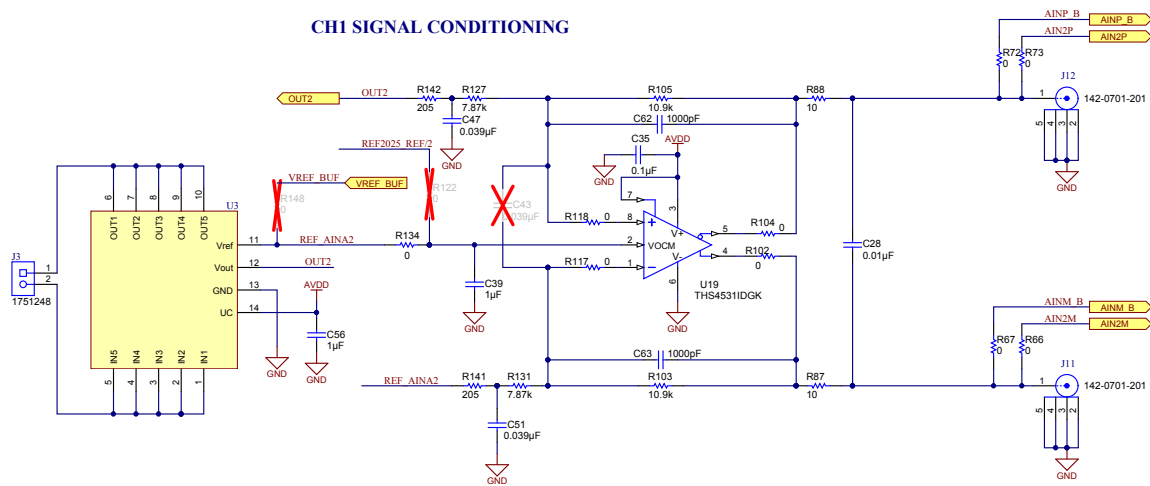 CH1 SIGNAL CONDITIONING
AINP_B AINP_B
AIN2P AIN2P
R72 R73
0 0
J12
1 142-0701-201
5 4 3 2
GND
OUT2 OUT2
R142 R127
205 7.87k
R105
10.9k
R88
10
C47
0.039µF
GND
C62 1000pF
C35
0.1µF
GND
AVDD
REF2025_REF/2
VREF_BUF VREF_BUF
R148
0
R122
0
C43
039µF
6 7 8 9 10
U3
OUT1 OUT2 OUT3 OUT4 OUT5
Vref 11 REF_AINA2
Vout 12 OUT2
GND 13
UC 14
IN5 IN4 IN3 IN2 IN1
5 4 3 2 1
J3
1
2
1751248
AVDD
C56
1µF
GND
GND
R134
0
C39
1µF
GND
R118 0
R117 0
7
8
2
1
3
V+
VOCM
V-
6
5
4
R104
0
R102
0
U19
THS4531IDGK
GND
C28
0.01µF
AINM_B AINM_B
AIN2M AIN2M
R67 R66
0 0
J11
1 142-0701-201
5 4 3 2
GND
C63 1000pF
REF_AINA2
R141 R131
205 7.87k
R103
10.9k
R87
10
C51
0.039µF
GND